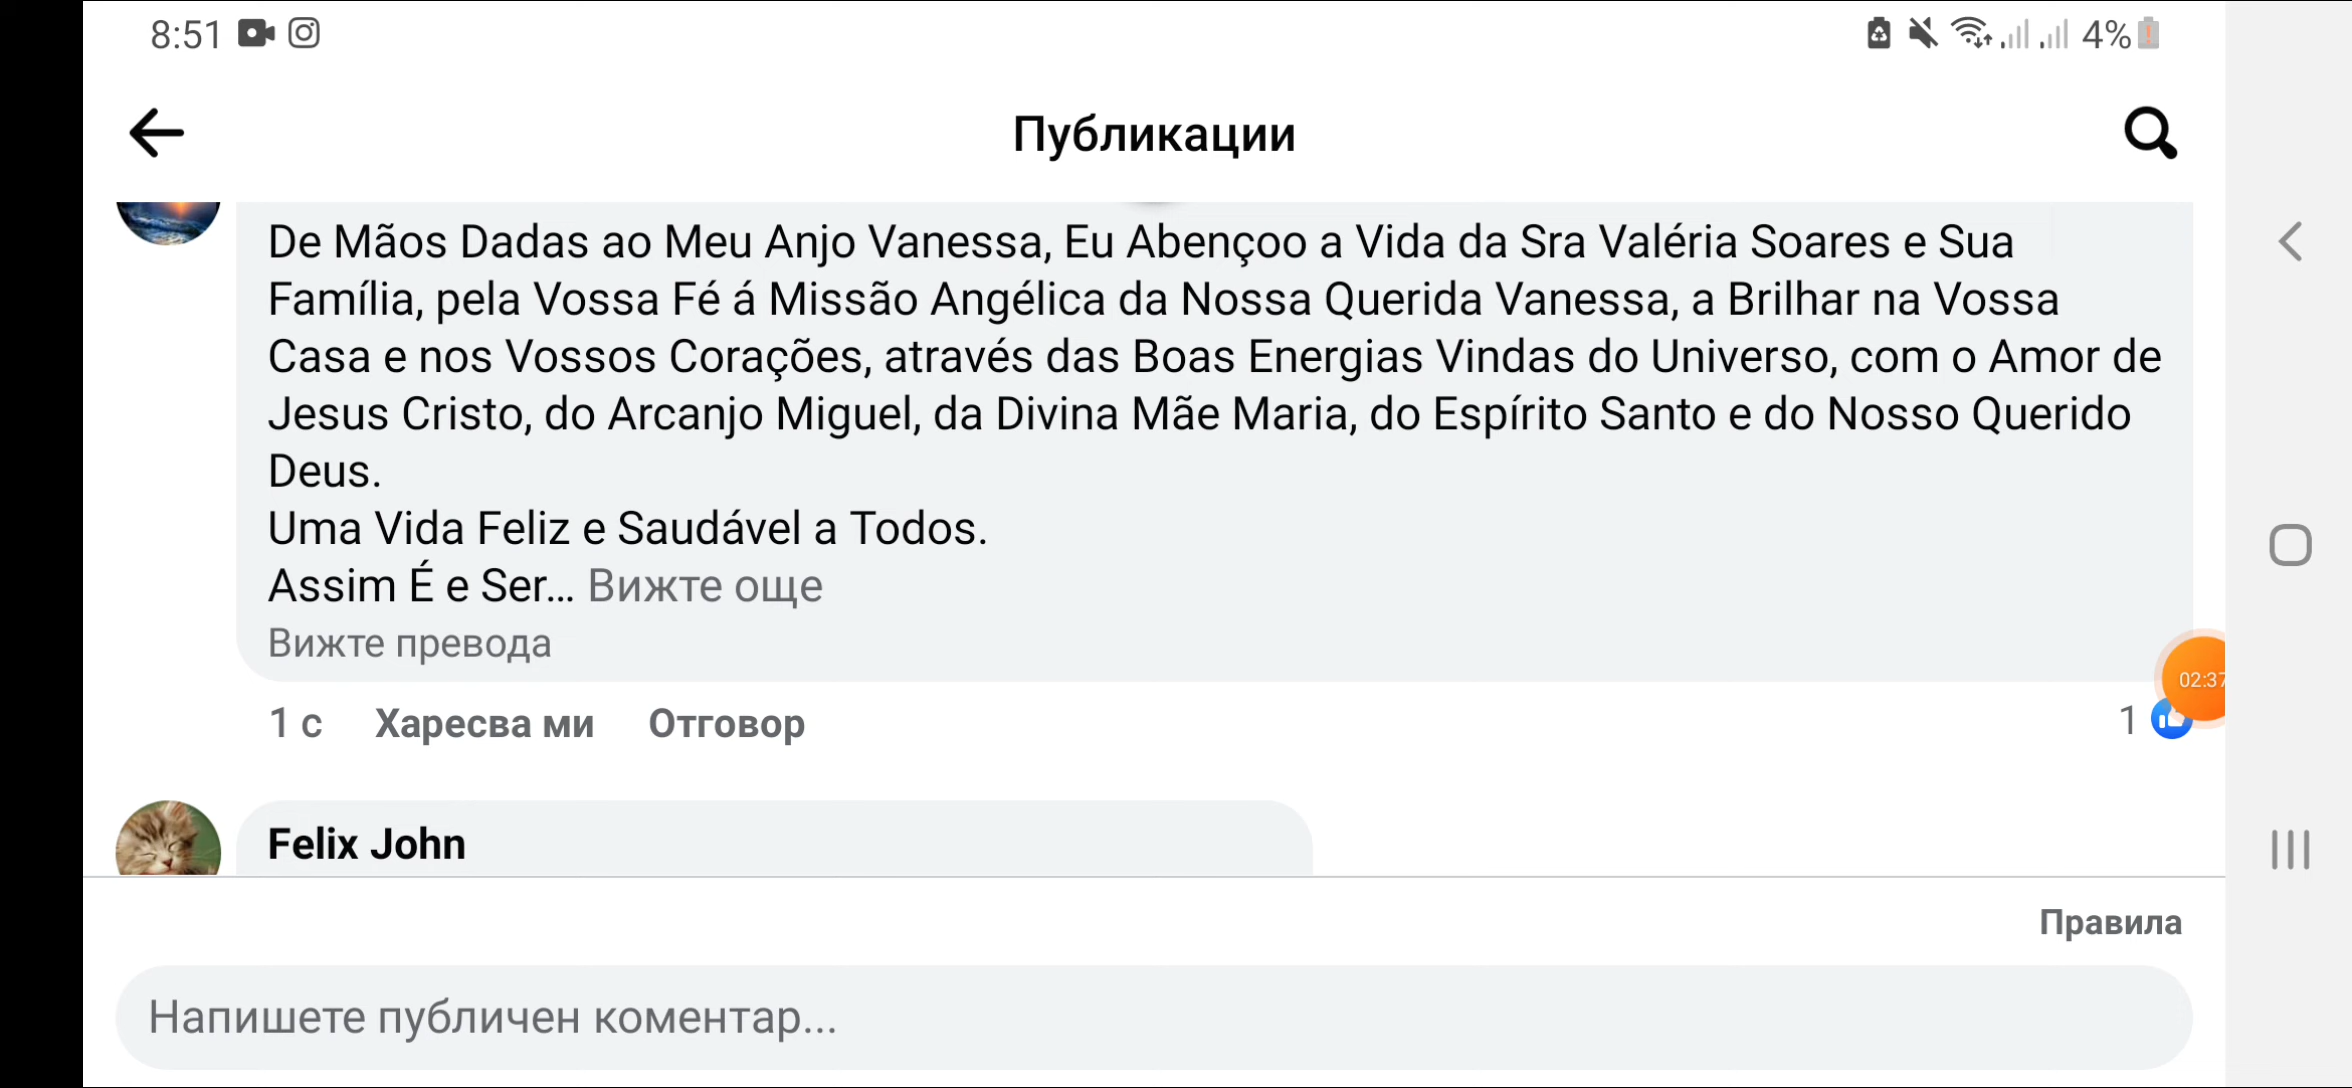 8:51
4%
Публикации
De Mãos Dadas ao Meu Anjo Vanessa, Eu Abençoo a Vida da Sra Valéria Soares e Sua
Família, pela Vossa Fé á Missão Angélica da Nossa Querida Vanessa, a Brilhar na Vossa
Casa e nos Vossos Corações, através das Boas Energias Vindas do Universo, com o Amor de
Jesus Cristo, do Arcanjo Miguel, da Divina Mãe Maria, do Espírito Santo e do Nosso Querido
Deus.
Uma Vida Feliz e Saudável a Todos.
Assim É e Ser... Вижте още
Вижте превода
02:37
1 с Харесва ми Отговор 1
Felix John
Правила
Напишете публичен коментар...